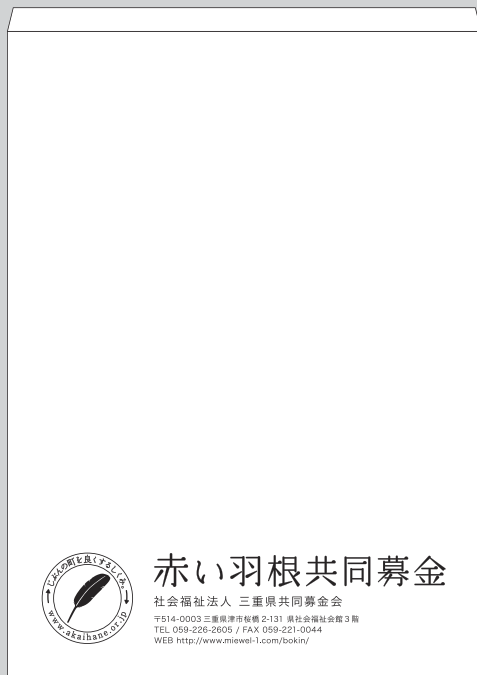 じぶんの町を良くするしくみ。
www.akaihane.or.jp
赤い羽根共同募金
社会福祉法人 三重県共同募金会
〒514-0003 三重県津市桜橋2-131 県社会福祉会館3階
TEL 059-226-2605 / FAX 059-221-0044
WEB http://www.miewel-1.com/bokin/